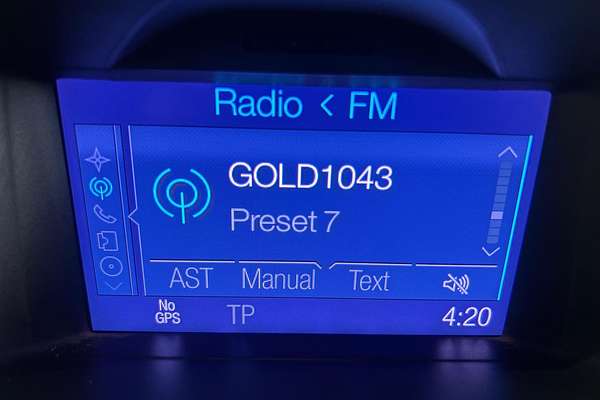 Radio < FM
GOLD1043
Preset 7
AST Manual Text
No GPS TP 4:20